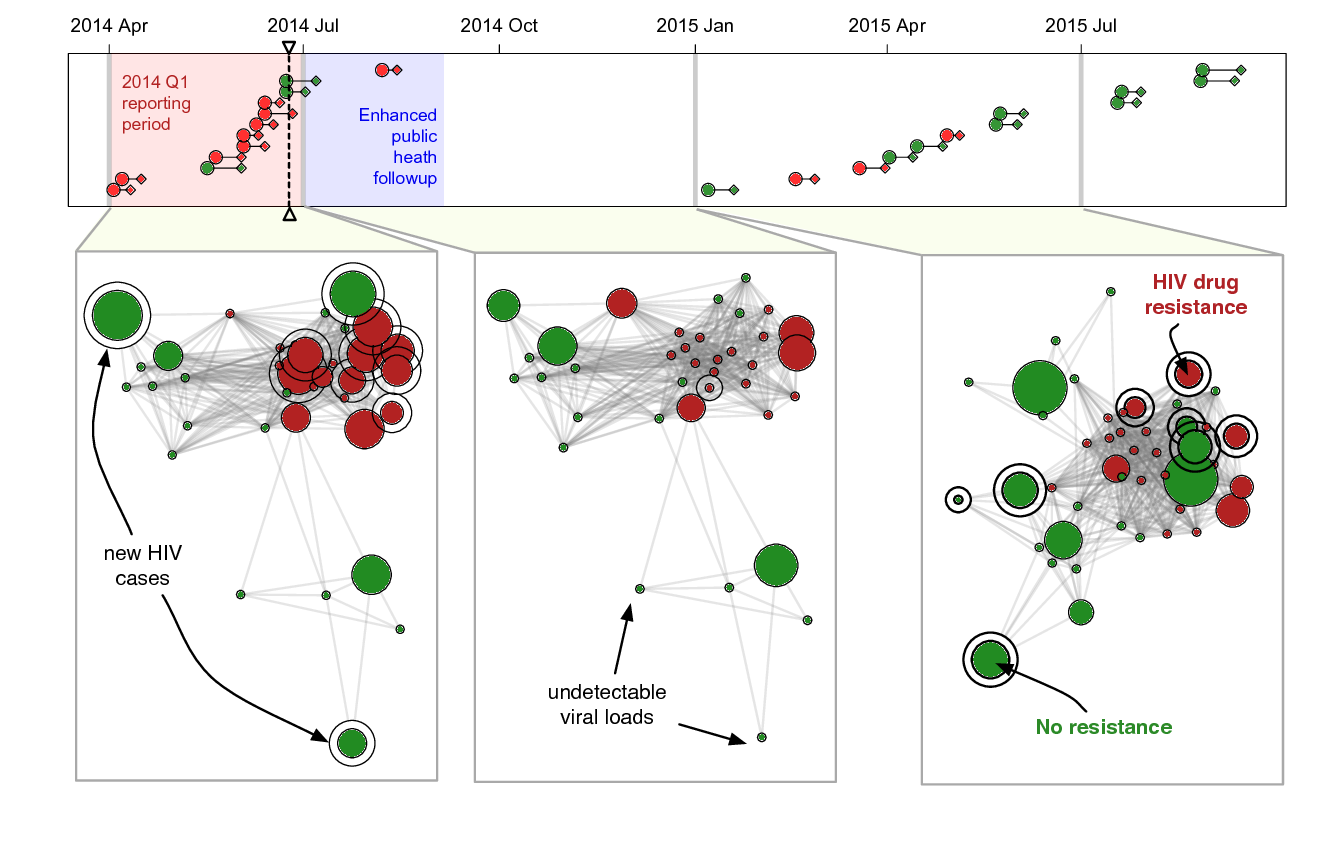 2014 Apr
2014 Jul
2014 Oct
2015 Jan
2015 Apr
2015 Jul
2014 Q1
reporting
period
Enhanced
public
heath
followup
HIV drug
resistance
new HIV
cases
undetectable
viral loads
No resistance